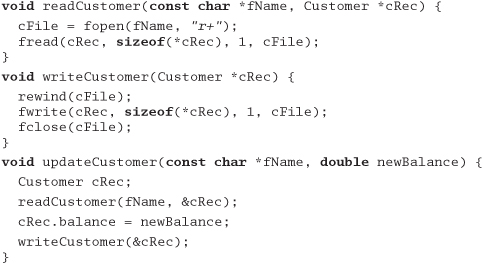 void readCustomer(const char *fName, Customer *cRec) {
cFile = fopen(fName, "r+");
fread(cRec, sizeof(*cRec), 1, cFile);
}
void writeCustomer(Customer *cRec) {
rewind(cFile);
fwrite(cRec, sizeof(*cRec), 1, cFile);
fclose(cFile);
}
void updateCustomer(const char *fName, double newBalance) {
Customer cRec;
readCustomer(fName, &cRec);
cRec.balance = newBalance;
writeCustomer(&cRec);
}